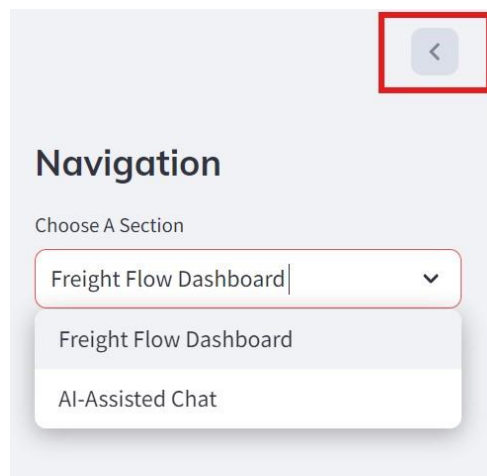 Navigation
Choose A Section
Freight Flow Dashboard
Freight Flow Dashboard
AI-Assisted Chat